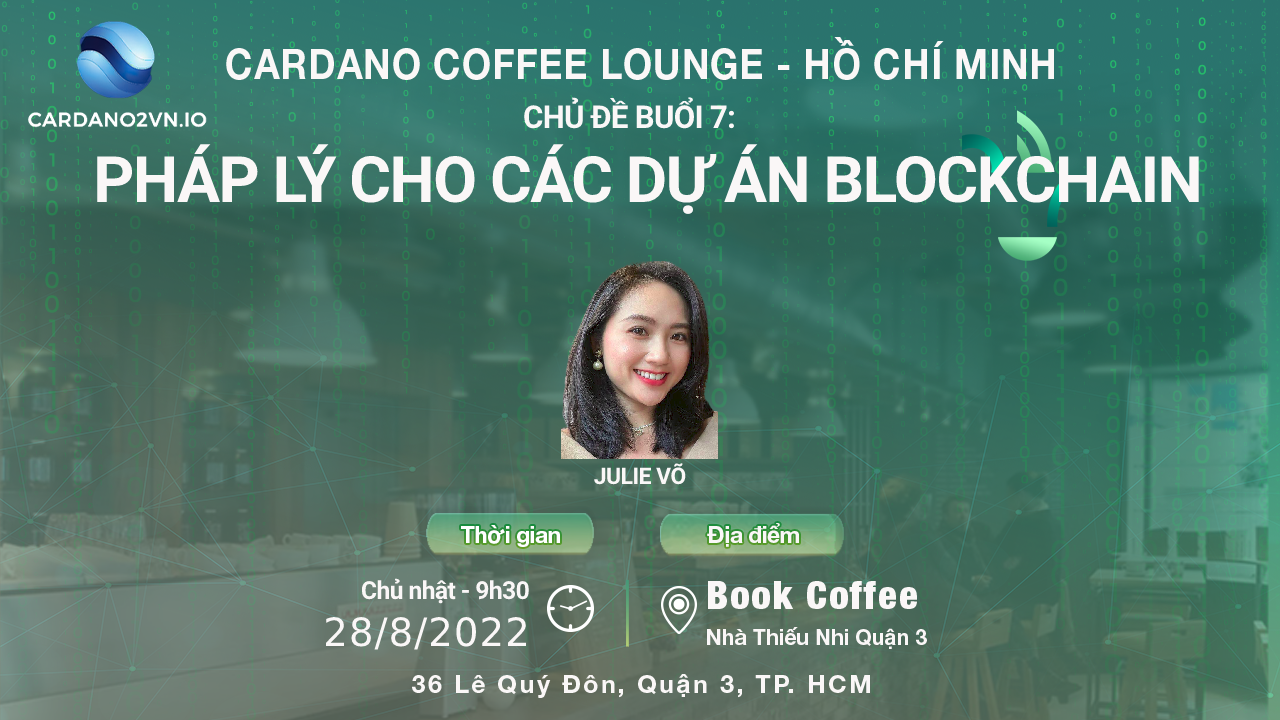 CARDANO2VN.IO
CARDANO COFFEE LOUNGE - HỒ CHÍ MINH
CHỦ ĐỀ BUỔI 7:
PHÁP LÝ CHO CÁC DỰ ÁN BLOCKCHAIN
JULIE VÕ
Thời gian
Địa điểm
Chủ nhật - 9h30
28/8/2022
Book Coffee
Nhà Thiếu Nhi Quận 3
36 Lê Quý Đôn, Quận 3, TP. HCM